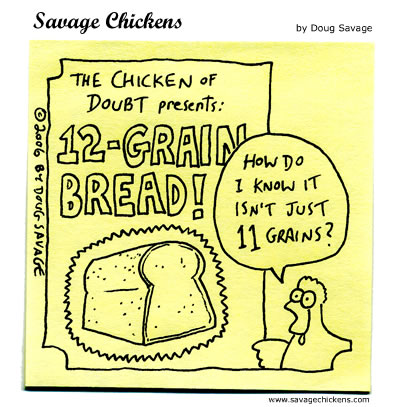 Savage Chickens
by Doug Savage
THE CHICKEN OF
DOUBT presents:
12-GRAIN
BREAD!
HOW DO
I KNOW IT
ISN'T JUST
11 GRAINS?
©2006 BY DOUG SAVAGE
www.savagechickens.com